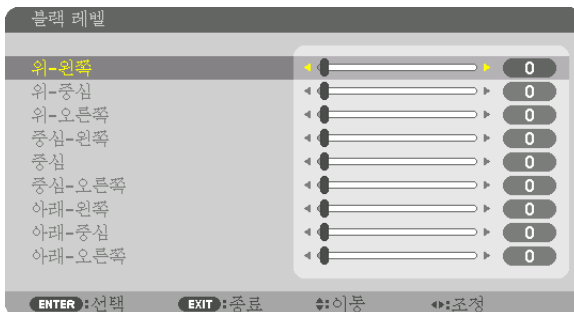 블랙 레벨
위-왼쪽 0
위-중심 0
위-오른쪽 0
중심-왼쪽 0
중심 0
중심-오른쪽 0
아래-왼쪽 0
아래-중심 0
아래-오른쪽 0
ENTER:선택 EXIT:종료 :이동 :조정